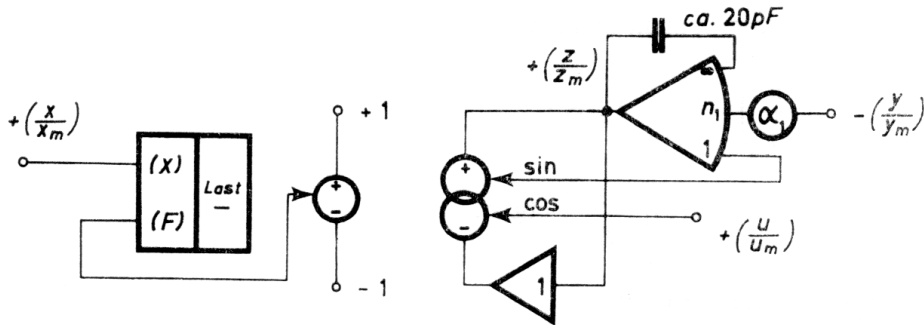 ca. 20pF
+(z/zm)
+(x/xm)
+1
∞
n1
α1
-(y/ym)
1
(X)
Last
(F)
+
-
+
sin
cos
-
+(u/um)
-1
1